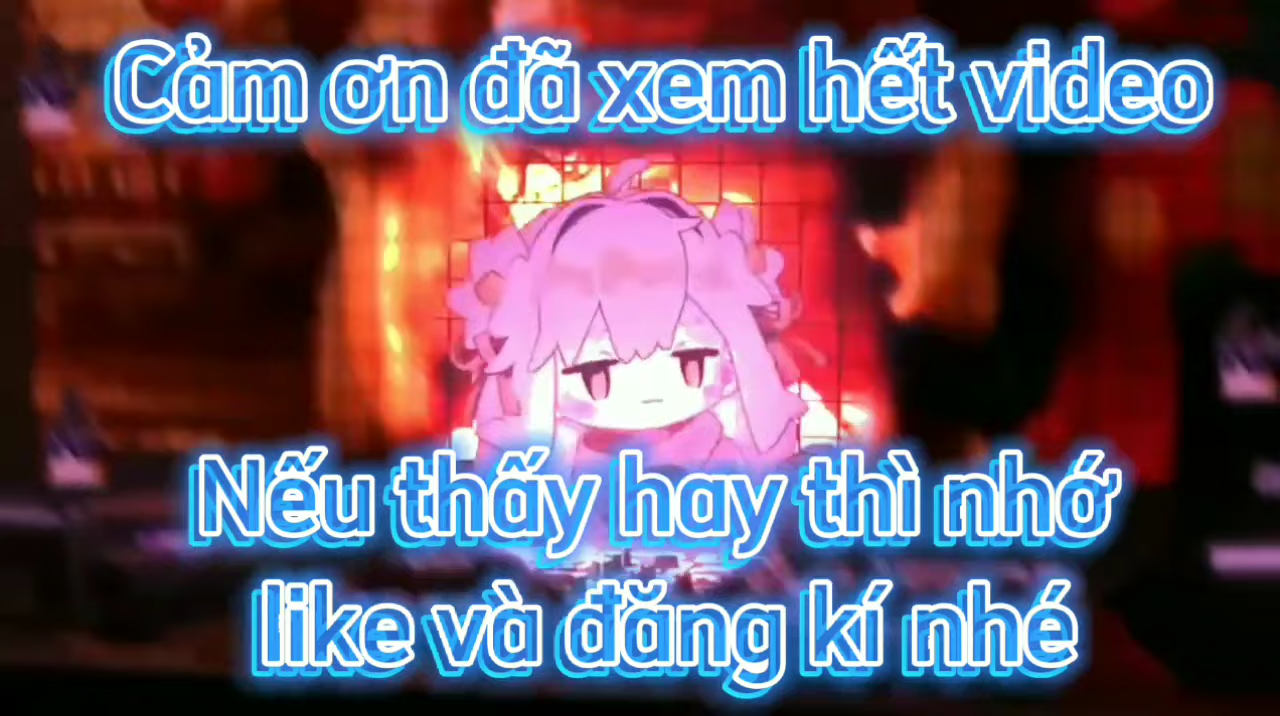 Cảm ơn đã xem hết video
Nếu thấy hay thì nhớ
like và đăng kí nhé